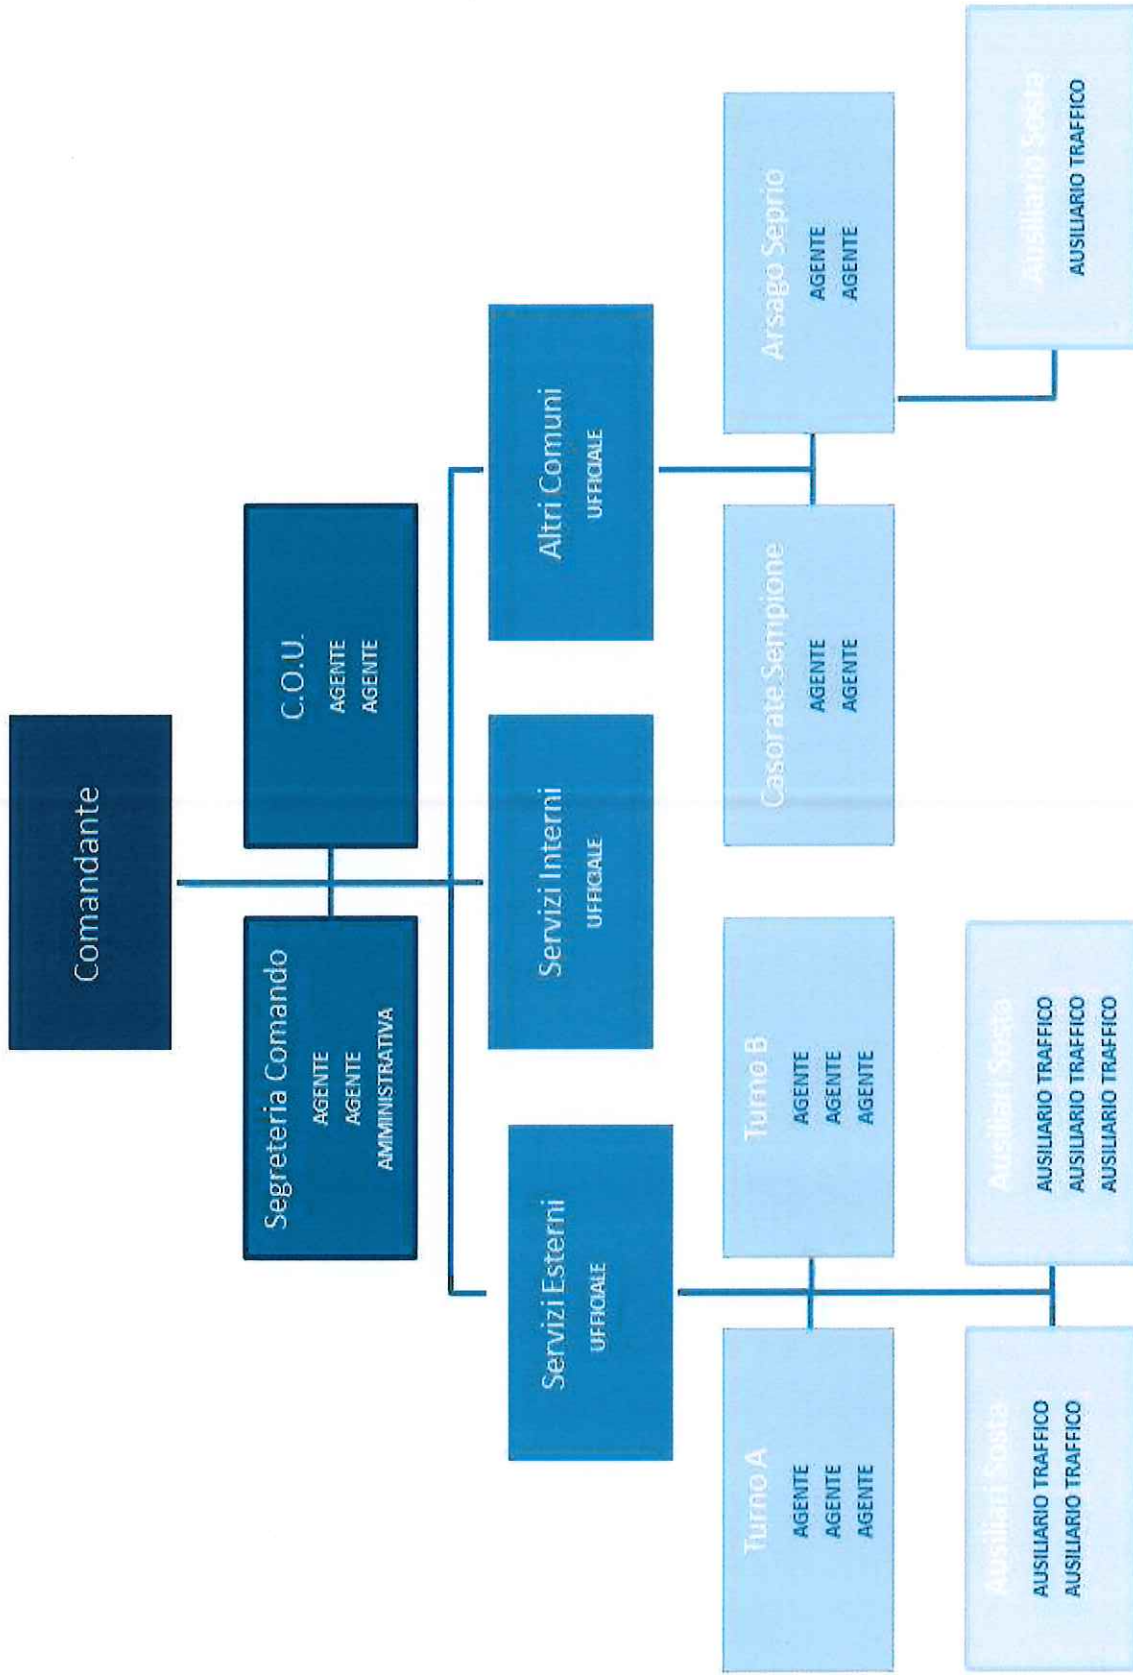 Comandante
Segreteria Comando
AGENTE
AGENTE
AMMINISTRATIVA
C.O.U.
AGENTE
AGENTE
Servizi Esterni
UFFICIALE
Servizi Interni
UFFICIALE
Altri Comuni
UFFICIALE
Turno A
AGENTE
AGENTE
AGENTE
Turno B
AGENTE
AGENTE
AGENTE
Casorate Sempione
AGENTE
AGENTE
Arsago Seprio
AGENTE
AGENTE
Ausiliari Sosta
AUSILIARIO TRAFFICO
AUSILIARIO TRAFFICO
Ausiliari Sosta
AUSILIARIO TRAFFICO
AUSILIARIO TRAFFICO
AUSILIARIO TRAFFICO
Ausiliario Sosta
AUSILIARIO TRAFFICO